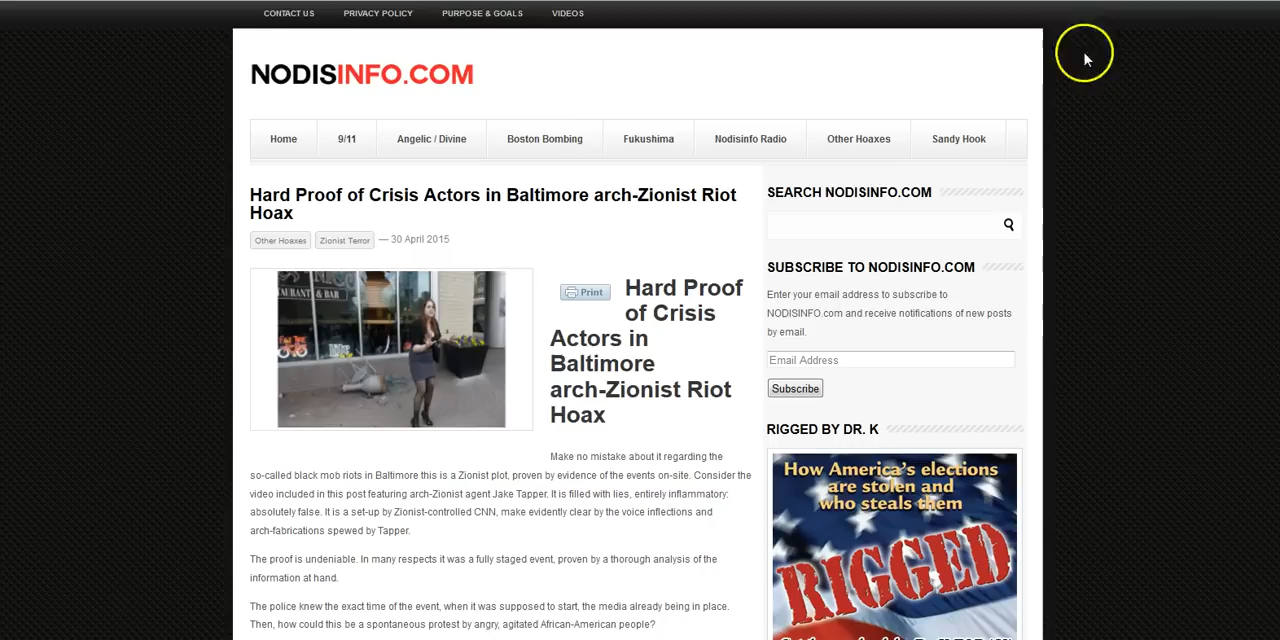 CONTACT US PRIVACY POLICY PURPOSE & GOALS VIDEOS
NODISINFO.COM
Home 9/11 Angelic / Divine Boston Bombing Fukushima Nodisinfo Radio Other Hoaxes Sandy Hook
Hard Proof of Crisis Actors in Baltimore arch-Zionist Riot
Hoax
Other Hoaxes Zionist Terror — 30 April 2015
Print
Hard Proof
of Crisis
Actors in
Baltimore
arch-Zionist Riot
Hoax
Make no mistake about it regarding the
so-called black mob riots in Baltimore this is a Zionist plot, proven by evidence of the events on-site. Consider the
video included in this post featuring arch-Zionist agent Jake Tapper. It is filled with lies, entirely inflammatory:
absolutely false. It is a set-up by Zionist-controlled CNN, make evidently clear by the voice inflections and
arch-fabrications spewed by Tapper.
The proof is undeniable. In many respects it was a fully staged event, proven by a thorough analysis of the
information at hand.
The police knew the exact time of the event, when it was supposed to start, the media already being in place.
Then, how could this be a spontaneous protest by angry, agitated African-American people?
SEARCH NODISINFO.COM
SUBSCRIBE TO NODISINFO.COM
Enter your email address to subscribe to
NODISINFO.com and receive notifications of new posts
by email.
Email Address
Subscribe
RIGGED BY DR. K
How America's elections
are stolen and
who steals them
RIGGED